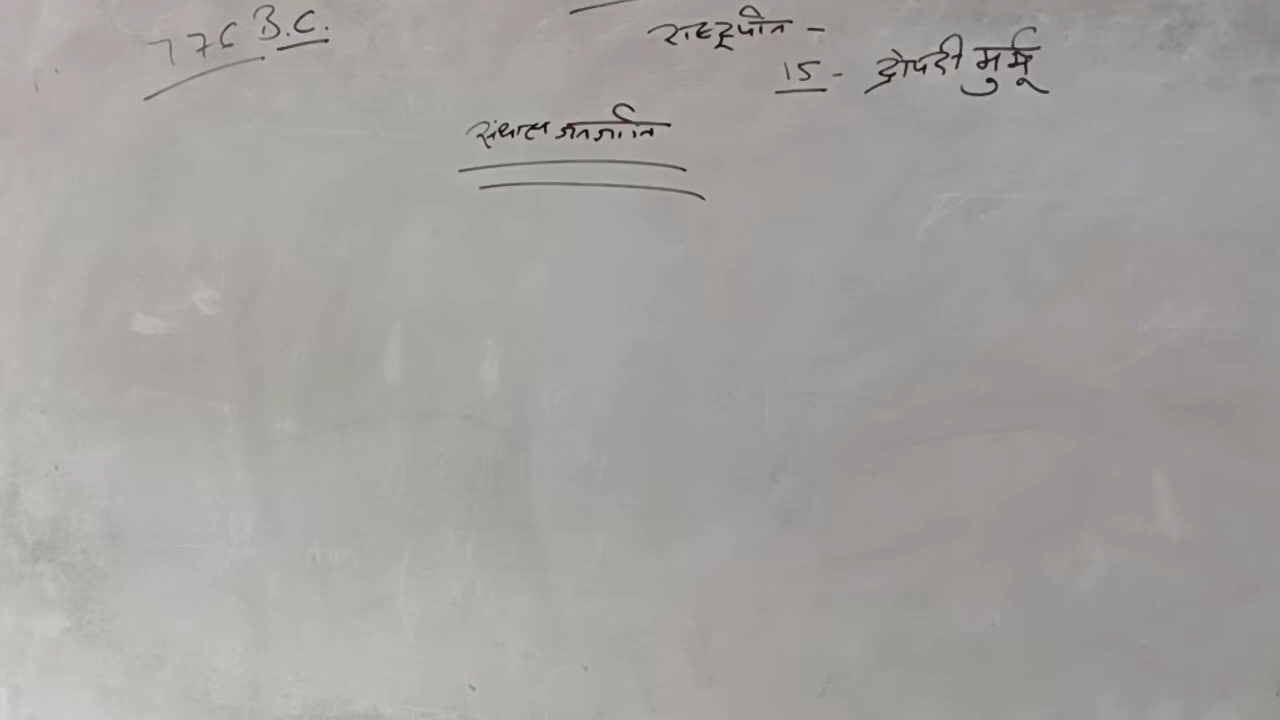 776 B.C.
राष्ट्रपति -
15 - द्रोपदी मुर्मू
संथाल जनजाति